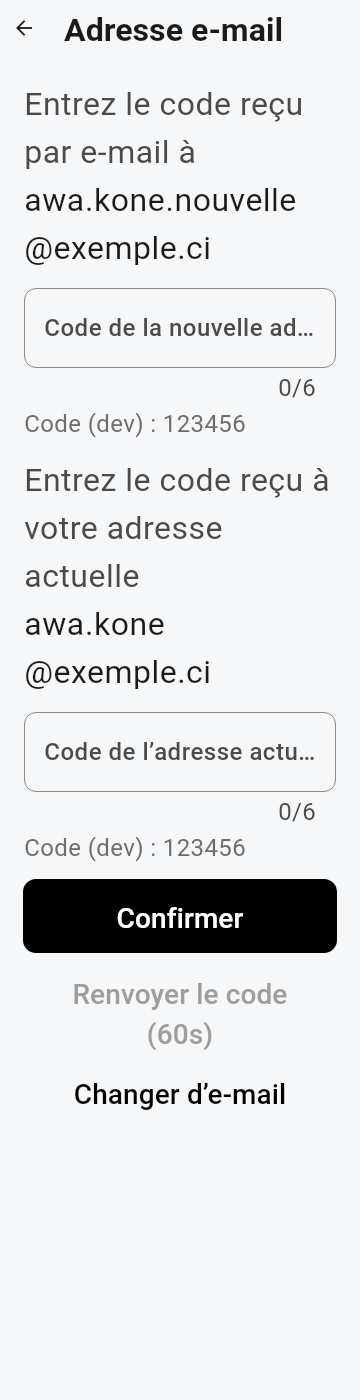 Adresse e-mail
Entrez le code reçu
par e-mail à
awa.kone.nouvelle
@exemple.ci
Code de la nouvelle ad…
0/6
Code (dev) : 123456
Entrez le code reçu à
votre adresse
actuelle
awa.kone
@exemple.ci
Code de l’adresse actu…
0/6
Code (dev) : 123456
Confirmer
Renvoyer le code
(60s)
Changer d’e-mail